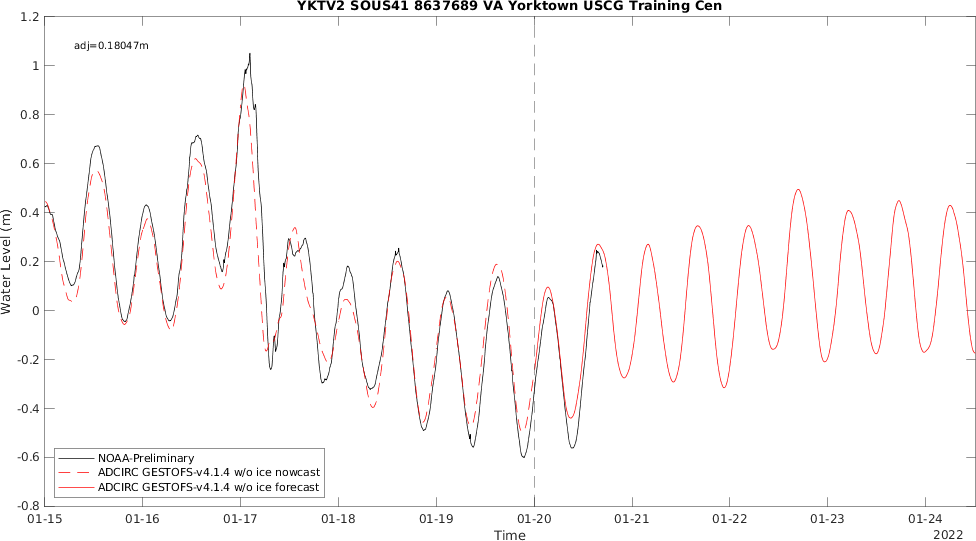 YKTV2 SOUS41 8637689 VA Yorktown USCG Training Cen
adj=0.18047m
1.2
1
0.8
0.6
0.4
0.2
0
-0.2
-0.4
-0.6
-0.8
Water Level (m)
NOAA-Preliminary
ADCIRC GESTOFS-v4.1.4 w/o ice nowcast
ADCIRC GESTOFS-v4.1.4 w/o ice forecast
01-15 01-16 01-17 01-18 01-19 01-20 01-21 01-22 01-23 01-24
Time
2022